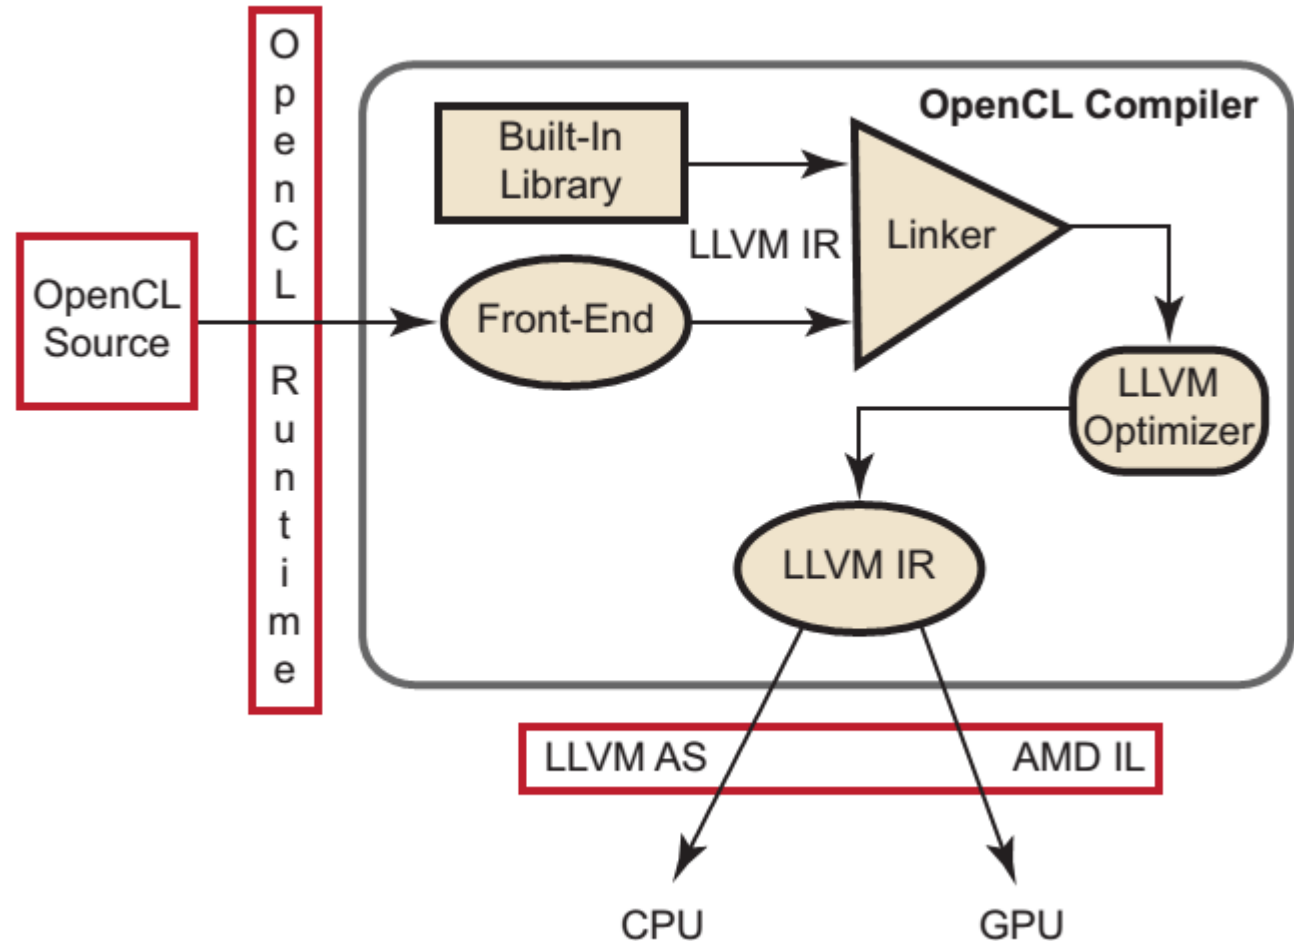 OpenCL Runtime
OpenCL Compiler
Built-In
Library
LLVM IR
Linker
OpenCL
Source
Front-End
LLVM
Optimizer
LLVM IR
LLVM AS
AMD IL
CPU
GPU